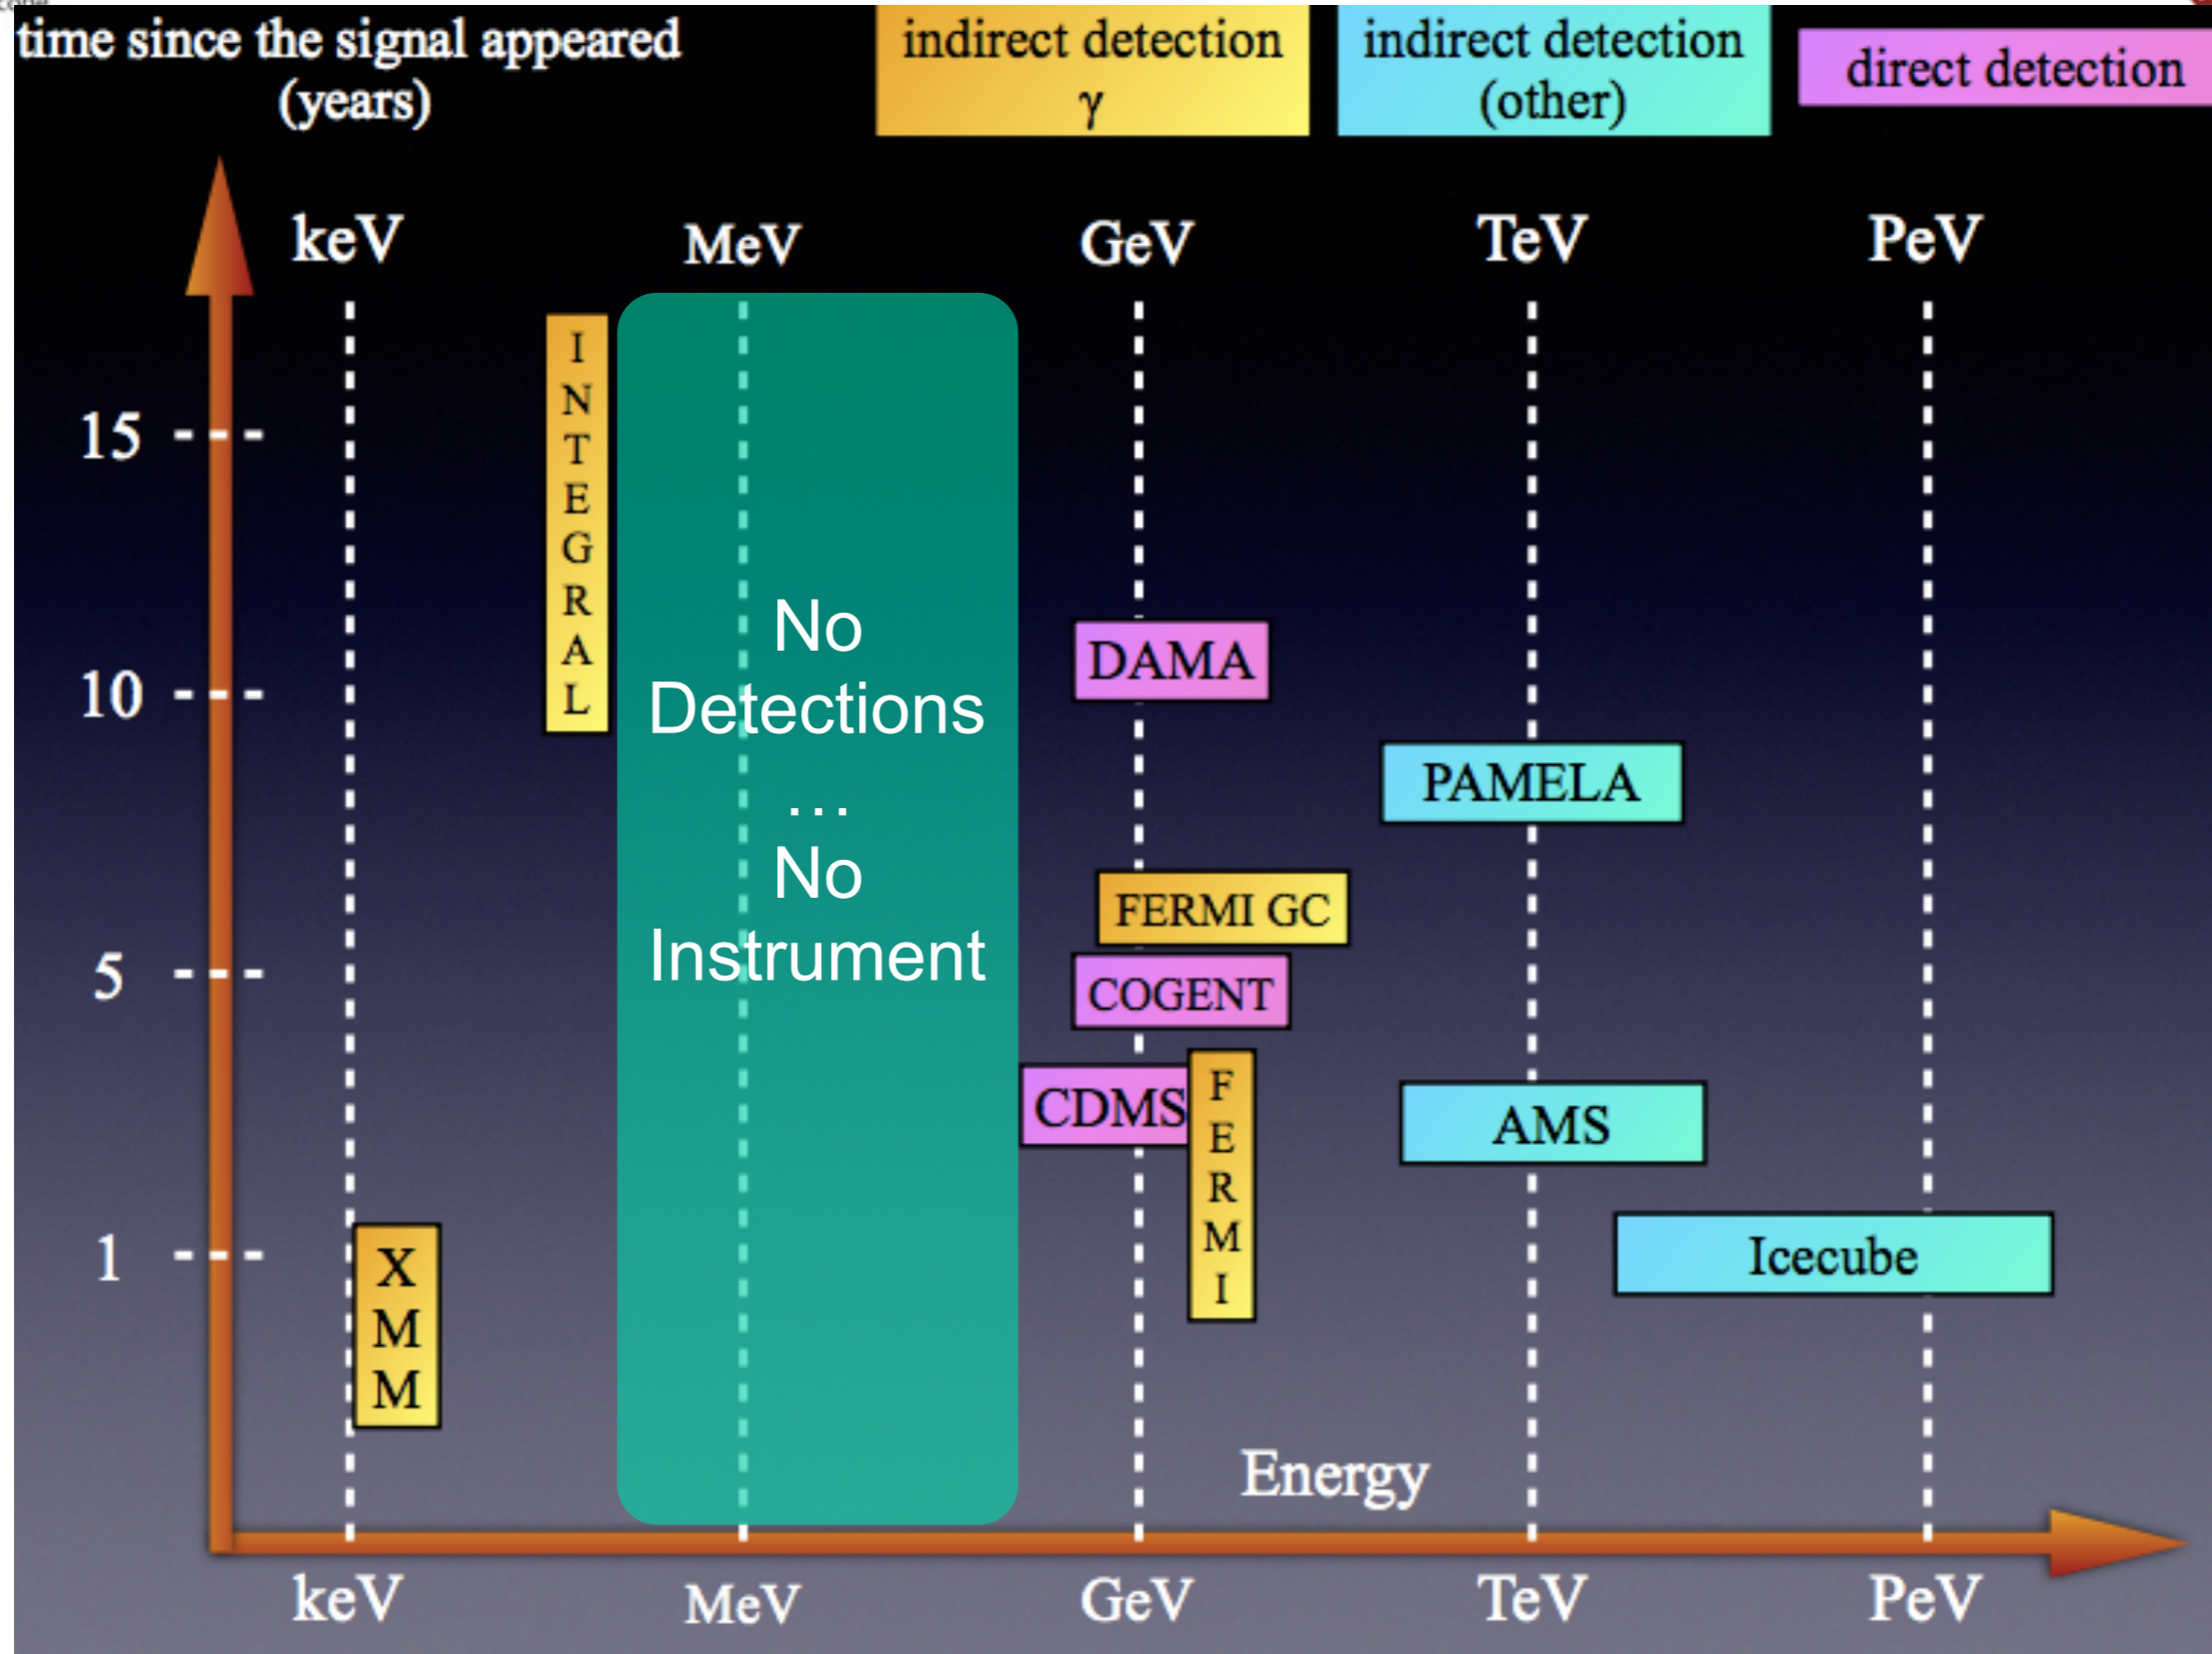 time since the signal appeared
(years)
indirect detection
γ
indirect detection
(other)
direct detection
keV MeV GeV TeV PeV
INTEGRAL
15
No
Detections
…
No
Instrument
DAMA
10
PAMELA
FERMI GC
5
COGENT
CDMS
FERMI
AMS
1
XMM
Icecube
Energy
keV MeV GeV TeV PeV